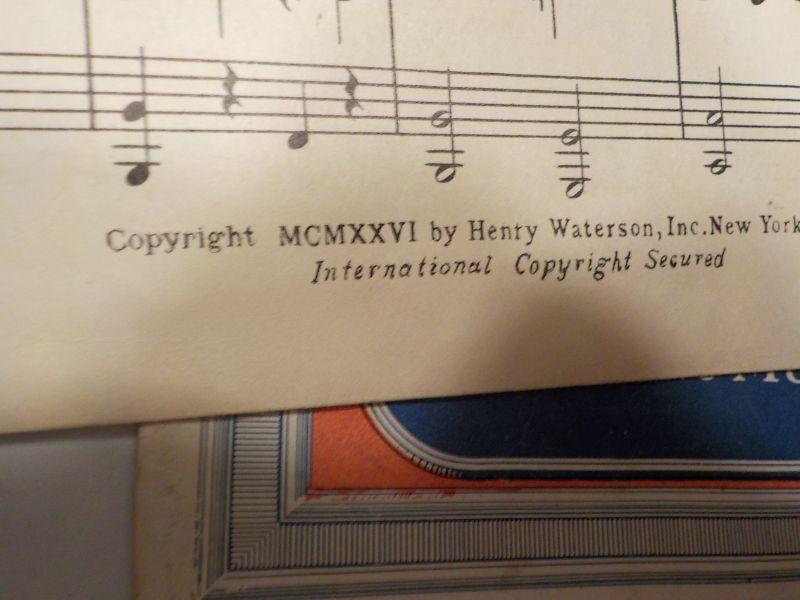 Copyright MCMXXVI by Henry Waterson, Inc. New York
International Copyright Secured